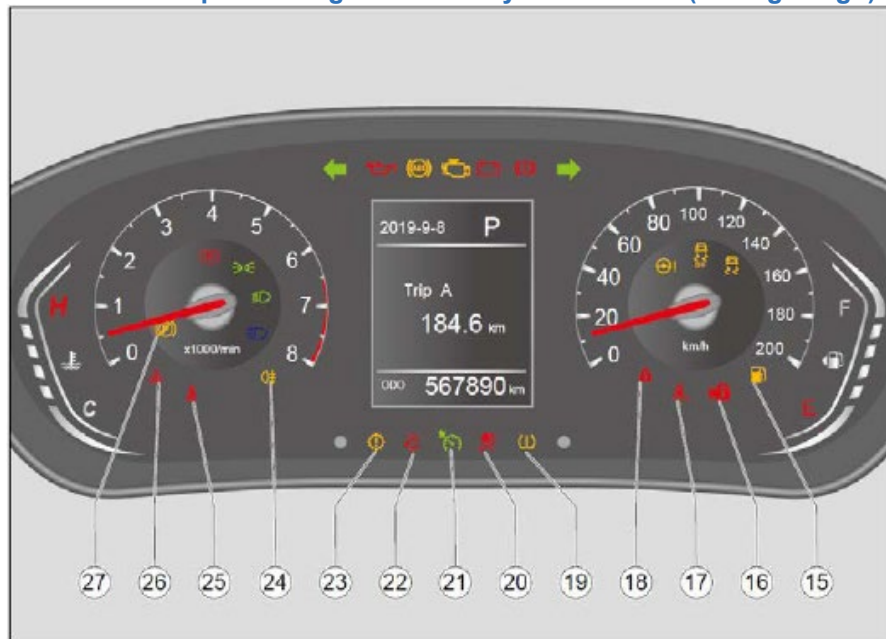 0 1 2 3 4 5 6 7 8
x1000/min
H
C
2019-9-8 P
Trip A
184.6 km
ODO 567890 km
0 20 40 60 80 100 120 140 160 180 200
km/h
F
E
27 26 25 24 23 22 21 20 19 18 17 16 15